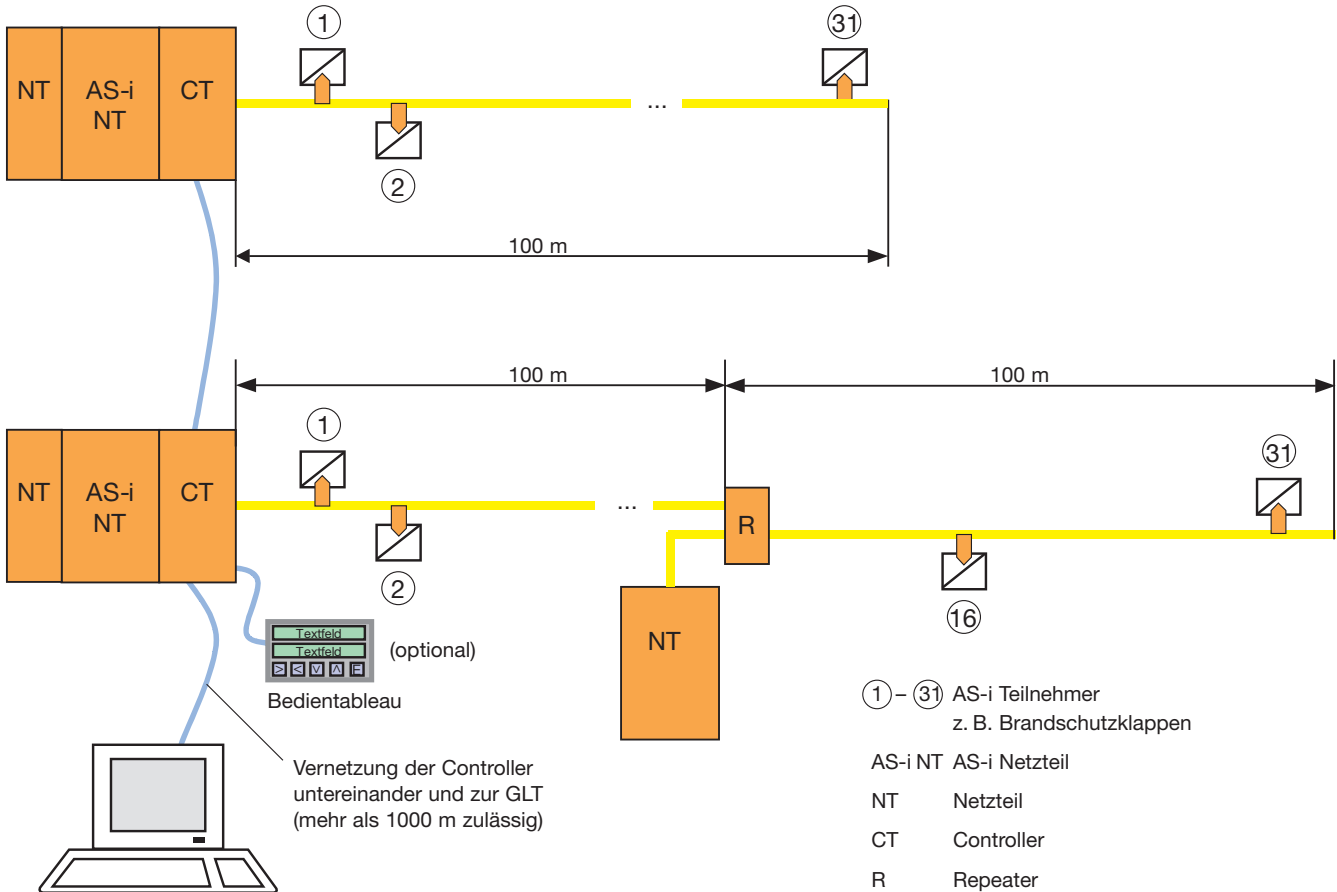 1
31
NT
AS-i
NT
CT
...
2
100 m
100 m
100 m
1
31
NT
AS-i
NT
CT
...
R
2
16
Textfeld
Textfeld
> < V Λ E
(optional)
Bedientableau
NT
Vernetzung der Controller
untereinander und zur GLT
(mehr als 1000 m zulässig)
1 – 31 AS-i Teilnehmer
z. B. Brandschutzklappen
AS-i NT AS-i Netzteil
NT Netzteil
CT Controller
R Repeater